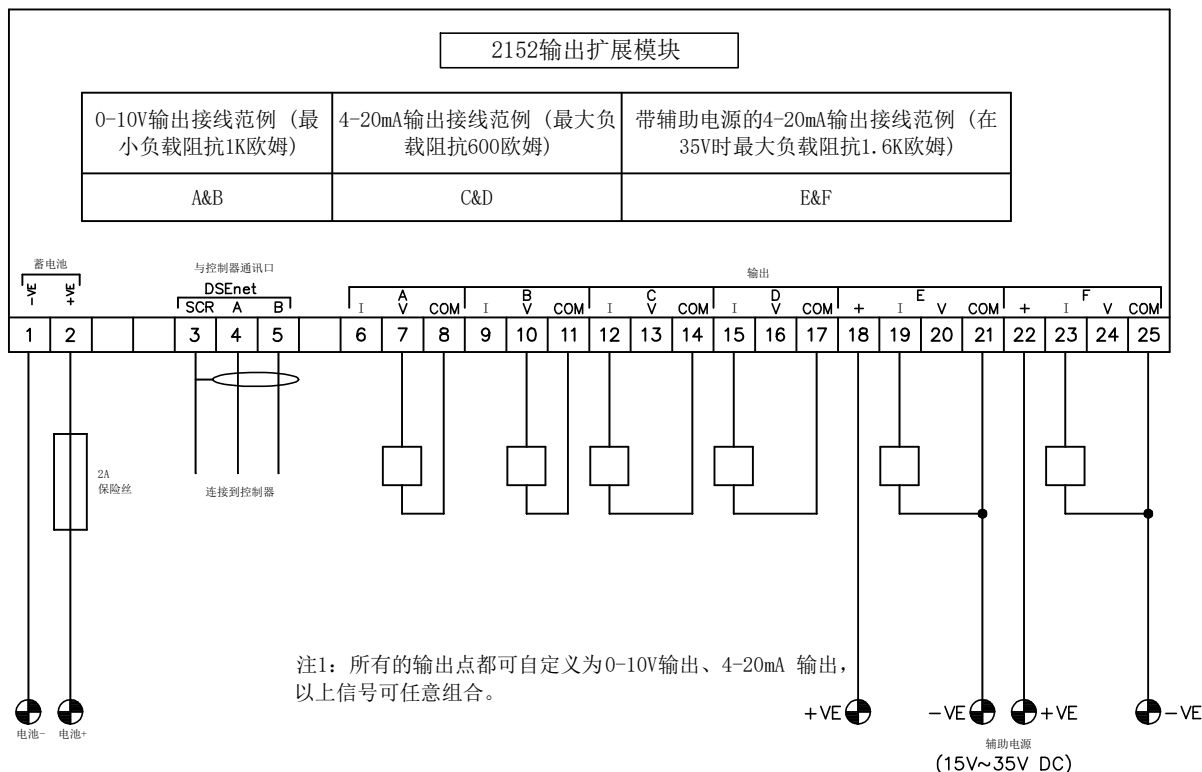 2152输出扩展模块
0-10V输出接线范例（最
小负载阻抗1K欧姆）
4-20mA输出接线范例（最大负
载阻抗600欧姆）
带辅助电源的4-20mA输出接线范例（在
35V时最大负载阻抗1.6K欧姆）
A&B
C&D
E&F
蓄电池
与控制器通讯口
输出
-VE
+VE
DSEnet
A
B
C
D
E
F
SCR A B
I V COM I V COM I V COM I V COM + I V COM + I V COM
1 2 3 4 5 6 7 8 9 10 11 12 13 14 15 16 17 18 19 20 21 22 23 24 25
2A
保险丝
连接到控制器
注1：所有的输出点都可自定义为0-10V输出、4-20mA 输出，
以上信号可任意组合。
电池- 电池+
+VE -VE +VE -VE
辅助电源
(15V~35V DC)